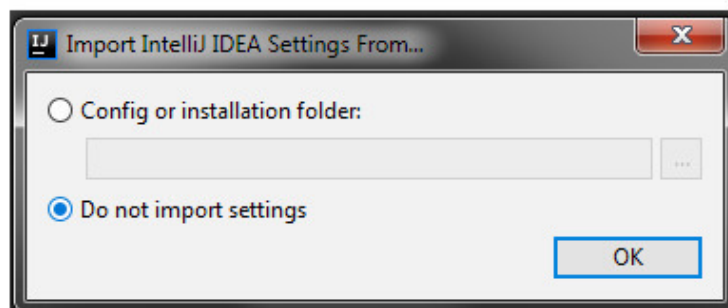 IJ Import IntelliJ IDEA Settings From...
Config or installation folder:
...
Do not import settings
OK